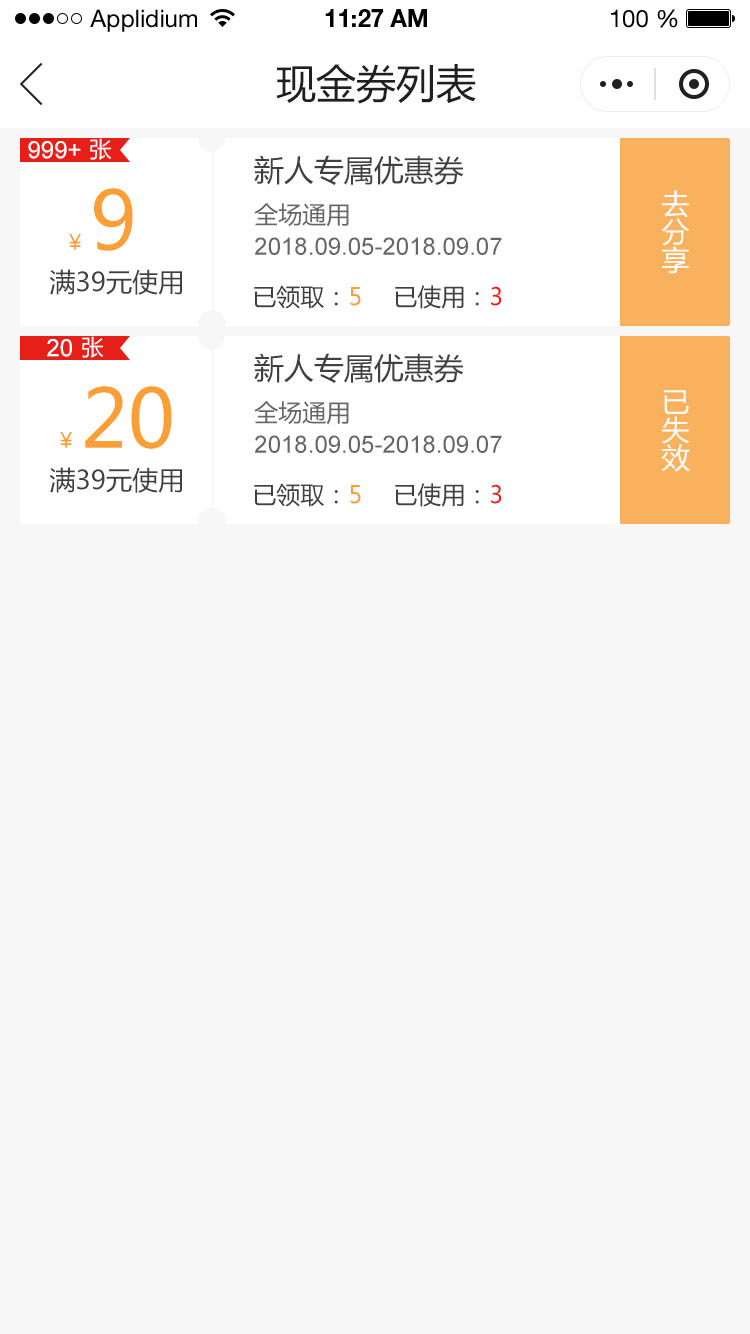 Applidium 11:27 AM 100 %
现金券列表
999+ 张
¥ 9
满39元使用
新人专属优惠券
全场通用
2018.09.05-2018.09.07
已领取：5 已使用：3
去分享
20 张
¥ 20
满39元使用
新人专属优惠券
全场通用
2018.09.05-2018.09.07
已领取：5 已使用：3
已失效